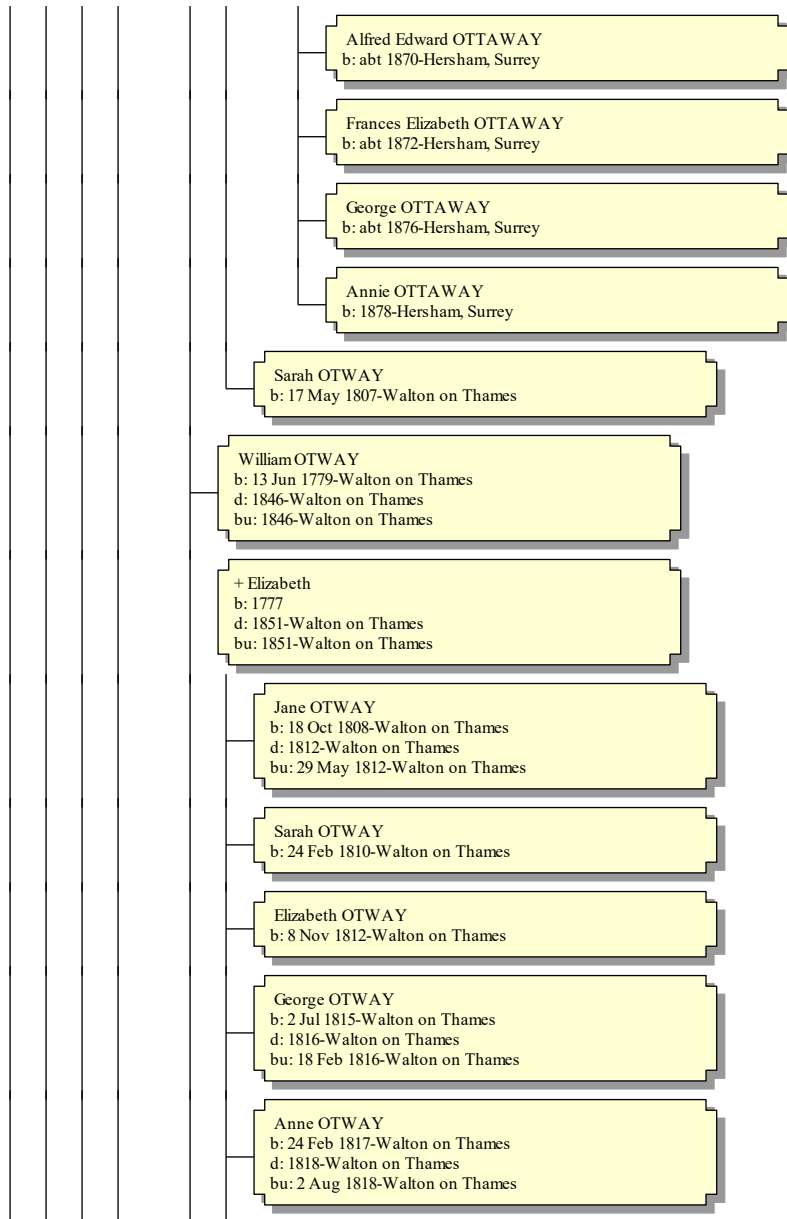 Alfred Edward OTTAWAY
b: abt 1870-Hersham, Surrey
Frances Elizabeth OTTAWAY
b: abt 1872-Hersham, Surrey
George OTTAWAY
b: abt 1876-Hersham, Surrey
Annie OTTAWAY
b: 1878-Hersham, Surrey
Sarah OTWAY
b: 17 May 1807-Walton on Thames
William OTWAY
b: 13 Jun 1779-Walton on Thames
d: 1846-Walton on Thames
bu: 1846-Walton on Thames
+ Elizabeth
b: 1777
d: 1851-Walton on Thames
bu: 1851-Walton on Thames
Jane OTWAY
b: 18 Oct 1808-Walton on Thames
d: 1812-Walton on Thames
bu: 29 May 1812-Walton on Thames
Sarah OTWAY
b: 24 Feb 1810-Walton on Thames
Elizabeth OTWAY
b: 8 Nov 1812-Walton on Thames
George OTWAY
b: 2 Jul 1815-Walton on Thames
d: 1816-Walton on Thames
bu: 18 Feb 1816-Walton on Thames
Anne OTWAY
b: 24 Feb 1817-Walton on Thames
d: 1818-Walton on Thames
bu: 2 Aug 1818-Walton on Thames